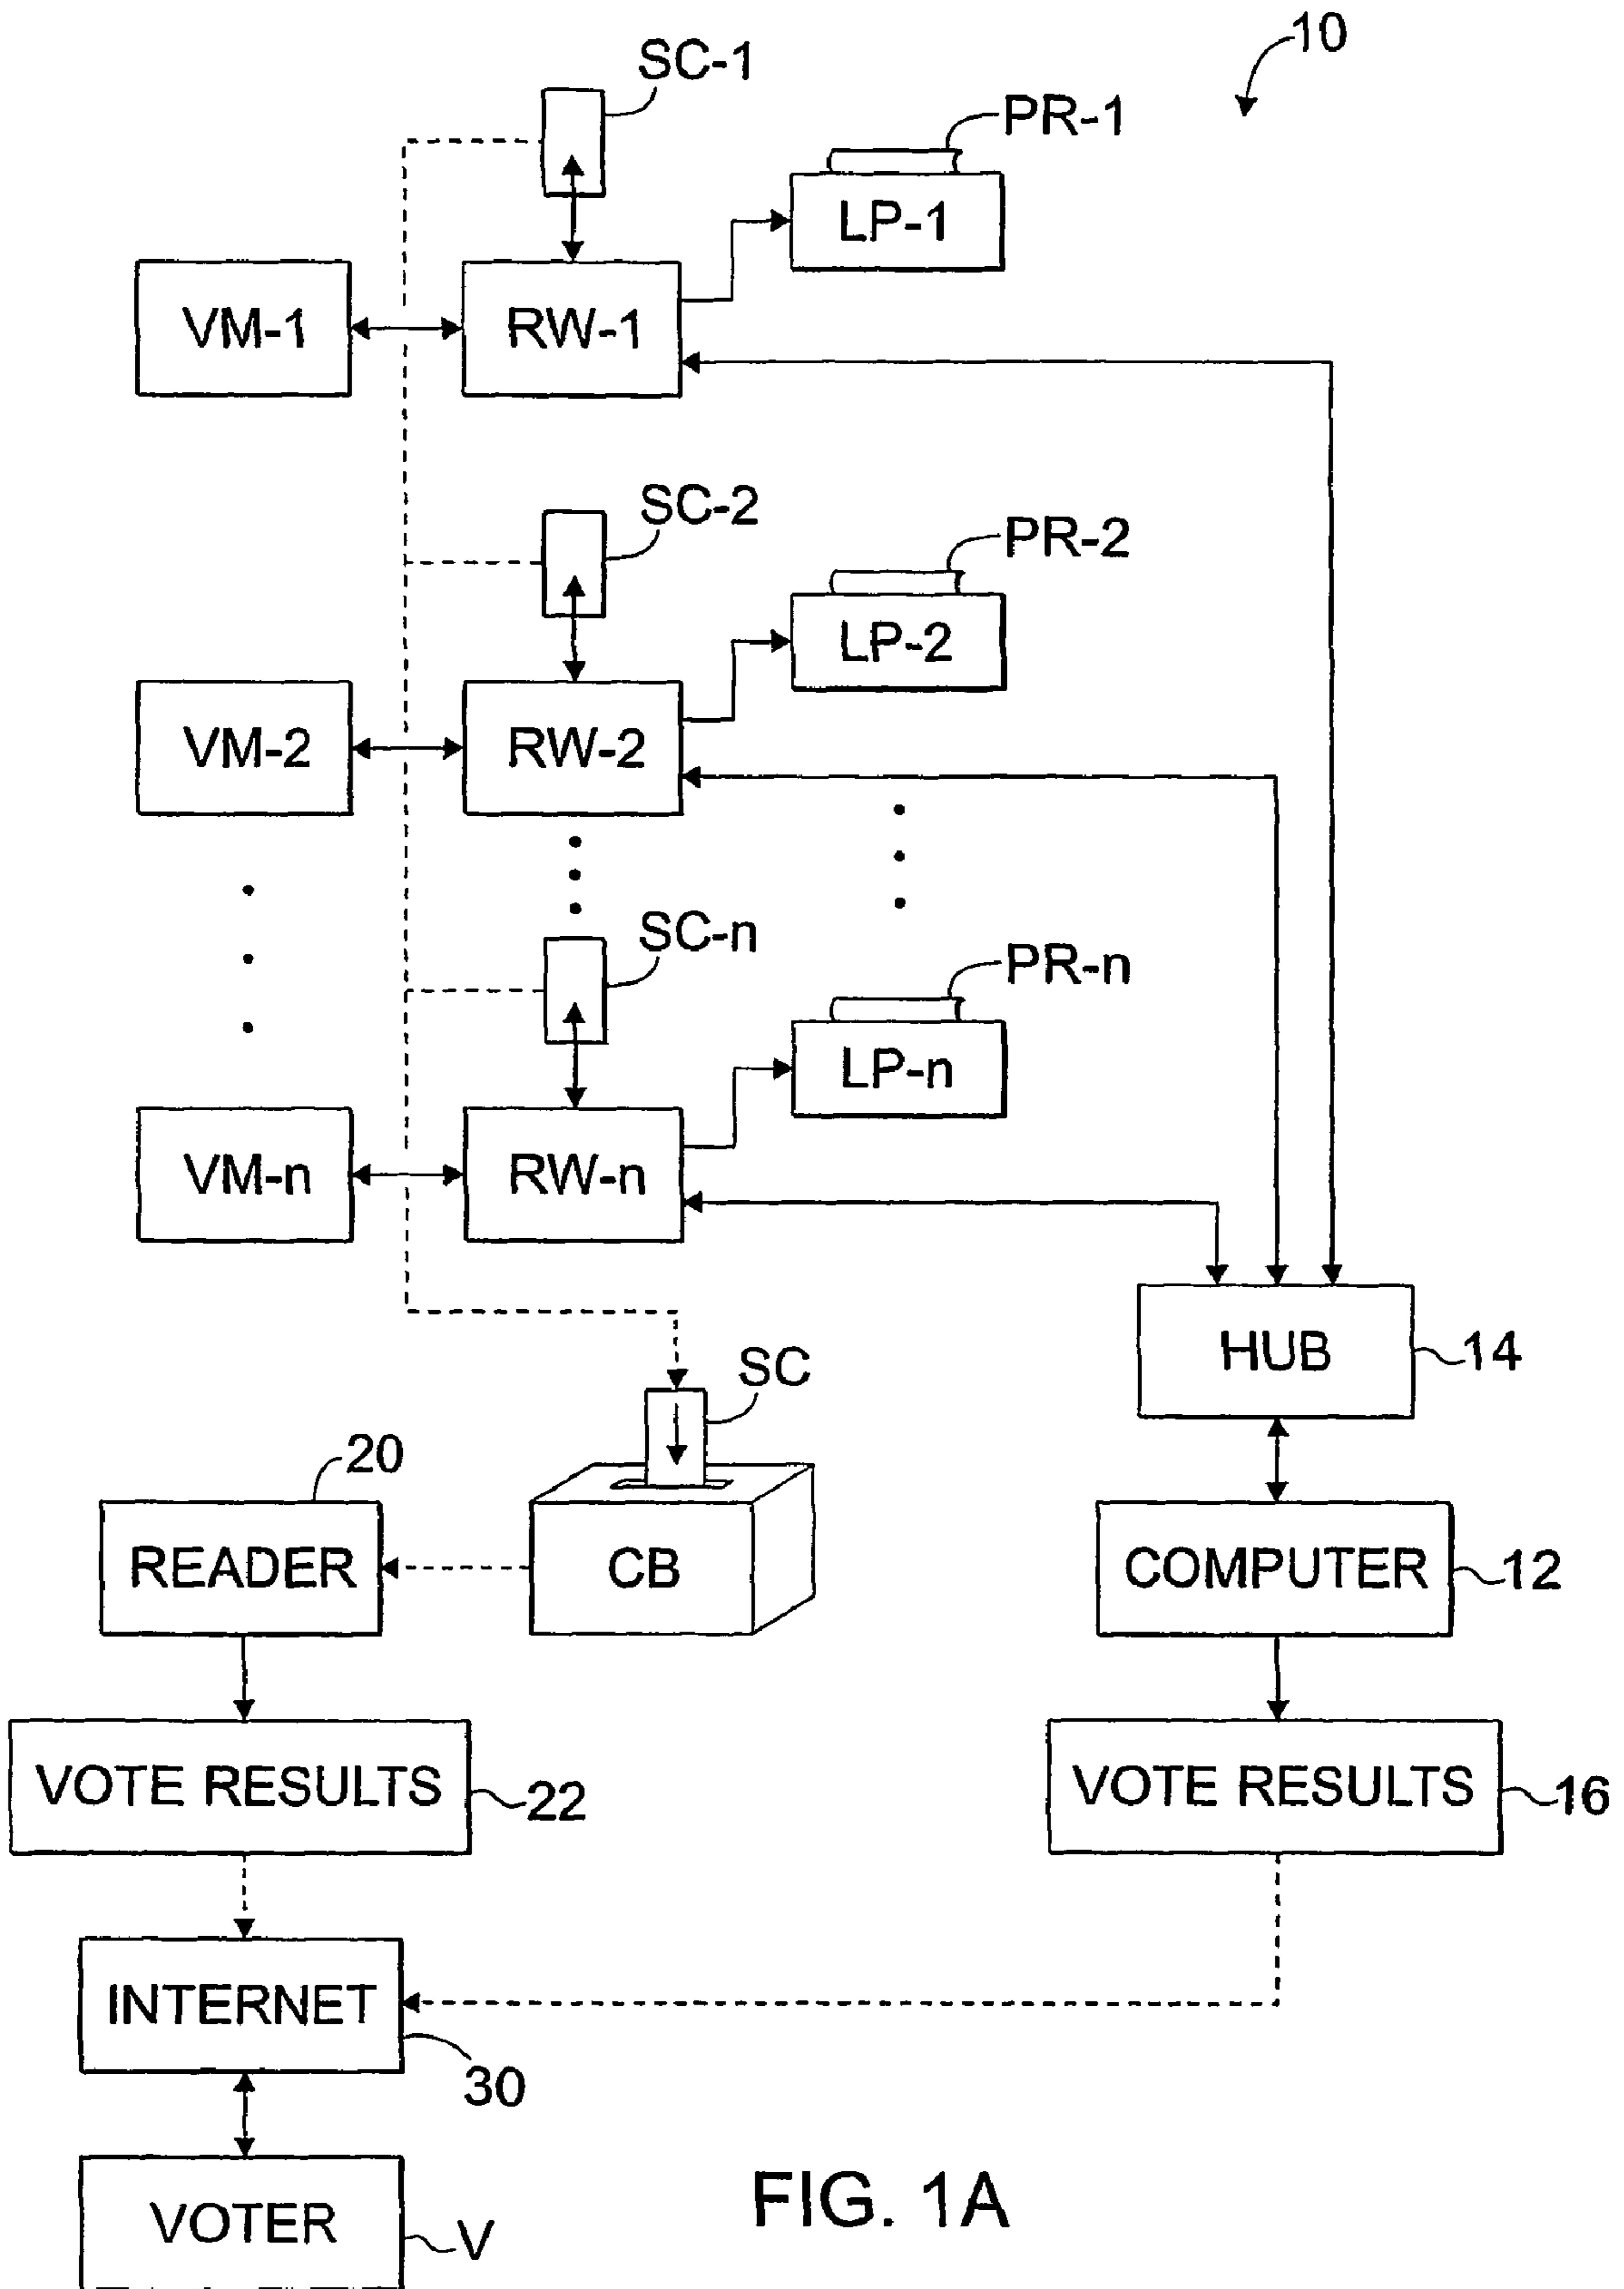 10
SC-1
PR-1
LP-1
VM-1
RW-1
SC-2
PR-2
LP-2
VM-2
RW-2
SC-n
PR-n
LP-n
VM-n
RW-n
HUB
14
SC
20
READER
CB
COMPUTER
12
VOTE RESULTS
22
VOTE RESULTS
16
INTERNET
30
VOTER
V
FIG. 1A